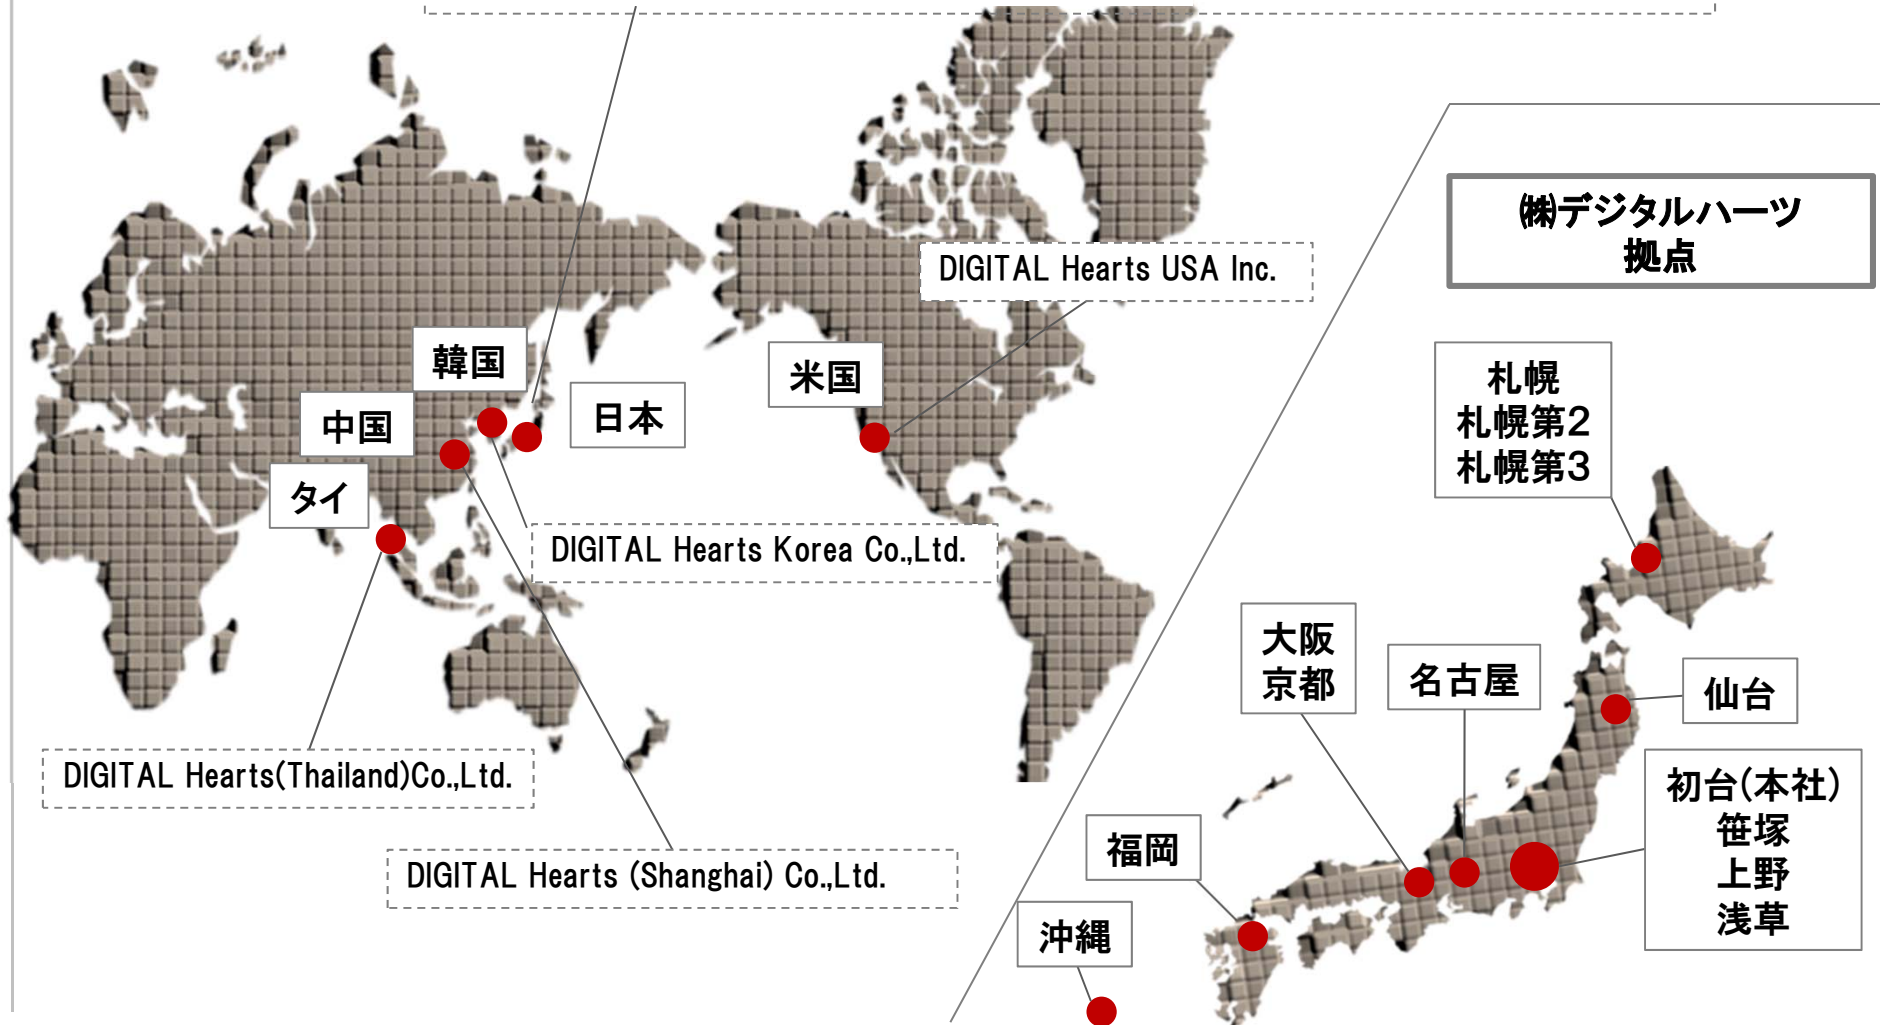 ㈱デジタルハーツ
拠点
DIGITAL Hearts USA Inc.
韓国
米国
中国
日本
タイ
DIGITAL Hearts Korea Co.,Ltd.
DIGITAL Hearts(Thailand)Co.,Ltd.
DIGITAL Hearts (Shanghai) Co.,Ltd.
札幌
札幌第2
札幌第3
大阪
京都
名古屋
仙台
初台(本社)
笹塚
上野
浅草
福岡
沖縄